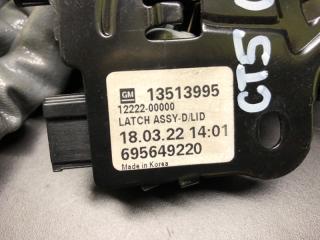 GM 13513995
12222-00000
LATCH ASSY-D/LID
18.03.22 14:01
695649220
Made in Korea
CT5